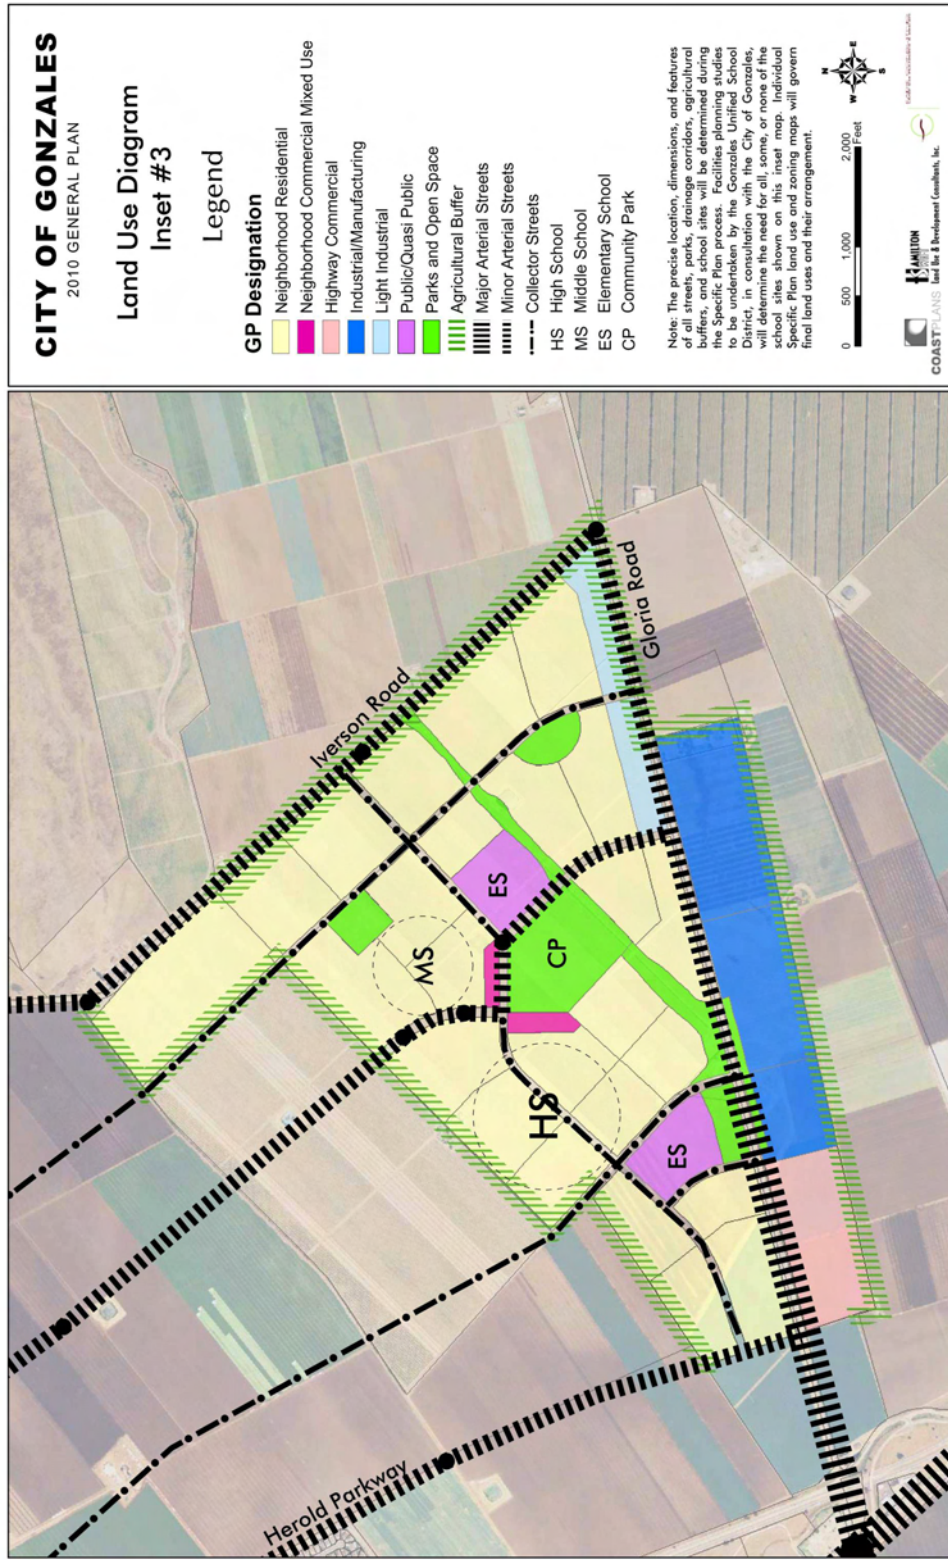 CITY OF GONZALES
2010 GENERAL PLAN
Land Use Diagram
Inset #3
Legend
GP Designation
Neighborhood Residential
Neighborhood Commercial Mixed Use
Highway Commercial
Industrial/Manufacturing
Light Industrial
Public/Quasi Public
Parks and Open Space
Agricultural Buffer
Major Arterial Streets
Minor Arterial Streets
Collector Streets
HS High School
MS Middle School
ES Elementary School
CP Community Park
Note: The precise location, dimensions, and features
of all streets, parks, drainage corridors, agricultural
buffers, and school sites will be determined during
the Specific Plan process. Facilities planning studies
to be undertaken by the Gonzales Unified School
District, in consultation with the City of Gonzales,
will determine the need for all, some, or none of the
school sites shown on this inset map. Individual
Specific Plan land use and zoning maps will govern
final land uses and their arrangement.
N
W E
S
0 500 1,000 2,000
Feet
COASTPLANS
HAMILTON
Land Use & Development Consultants, Inc.
Iverson Road
Gloria Road
Herold Parkway
MS
ES
CP
HS
ES